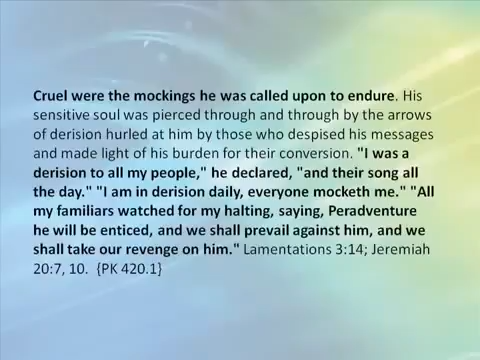 Cruel were the mockings he was called upon to endure. His
sensitive soul was pierced through and through by the arrows
of derision hurled at him by those who despised his messages
and made light of his burden for their conversion. "I was a
derision to all my people," he declared, "and their song all
the day." "I am in derision daily, everyone mocketh me." "All
my familiars watched for my halting, saying, Peradventure
he will be enticed, and we shall prevail against him, and we
shall take our revenge on him." Lamentations 3:14; Jeremiah
20:7, 10.  {PK 420.1}